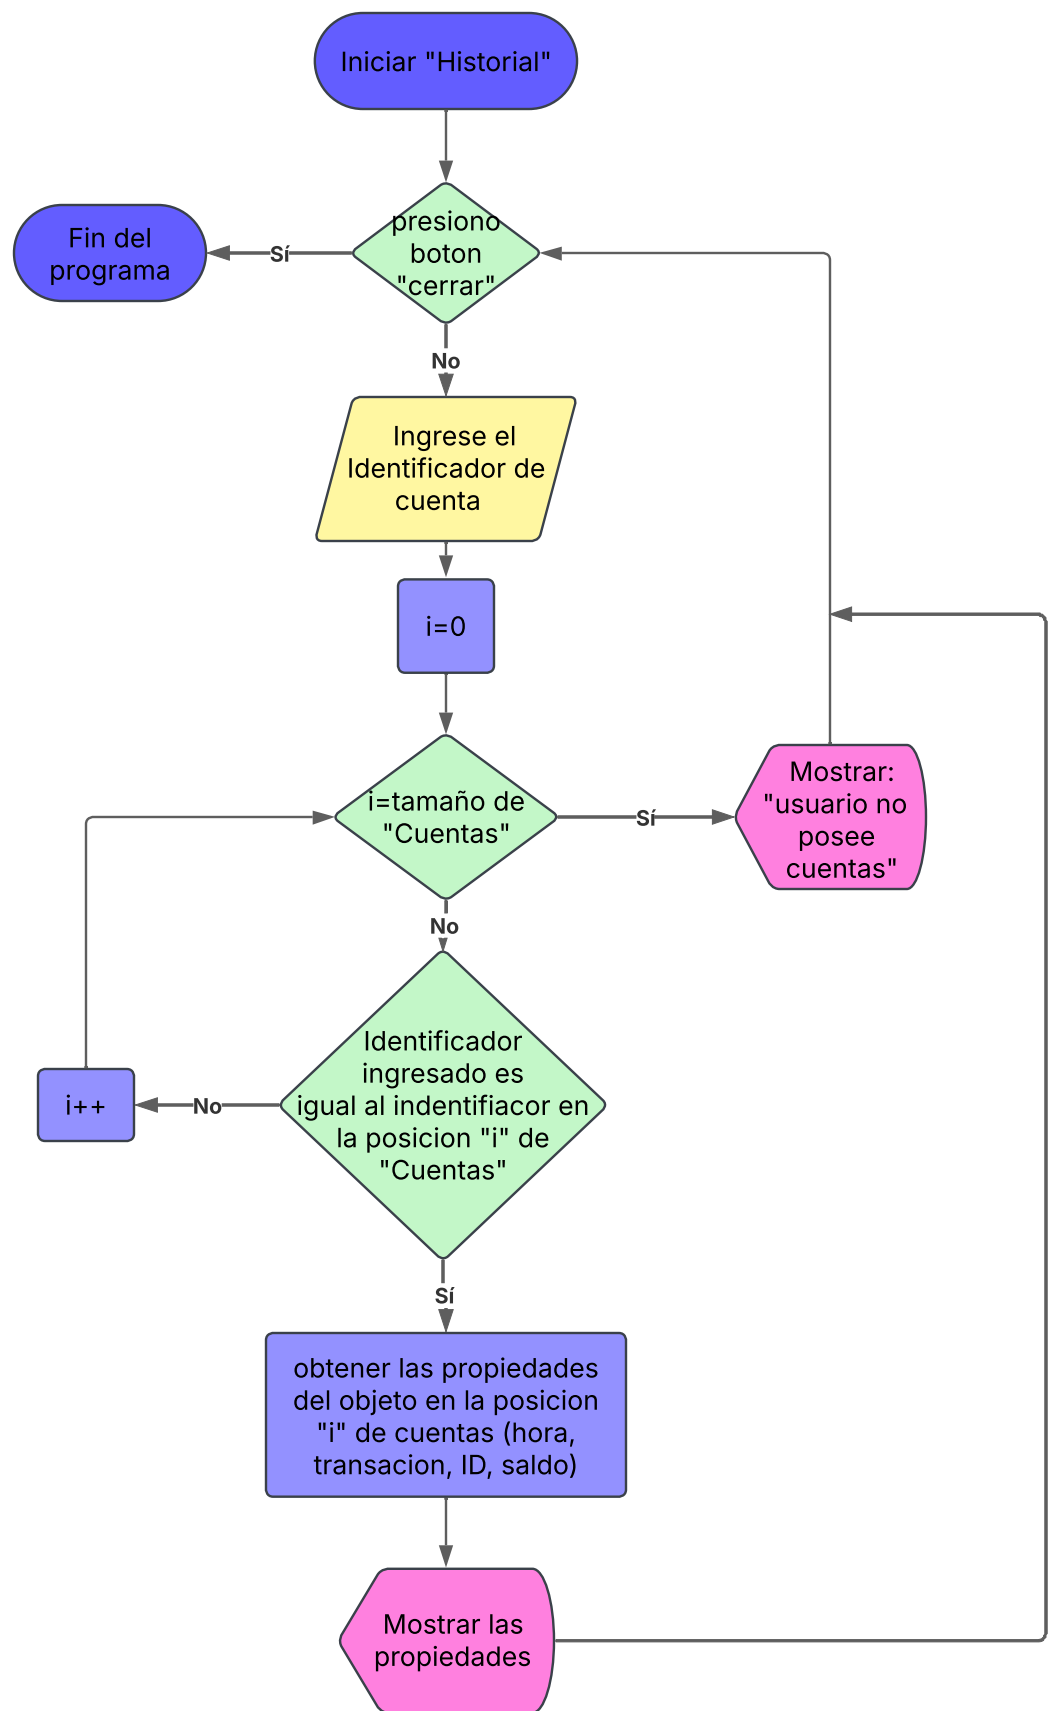 Iniciar "Historial"
presiono
boton
"cerrar"
Sí
Fin del
programa
No
Ingrese el
Identificador de
cuenta
i=0
i=tamaño de
"Cuentas"
Sí
Mostrar:
"usuario no
posee
cuentas"
No
Identificador
ingresado es
igual al indentifiacor en
la posicion "i" de
"Cuentas"
No
i++
Sí
obtener las propiedades
del objeto en la posicion
"i" de cuentas (hora,
transacion, ID, saldo)
Mostrar las
propiedades